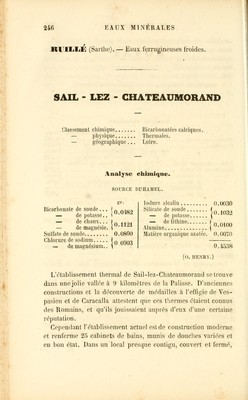 246 EAUX MINÉRALES
RUILLÉ (Sarthe). — Eaux ferrugineuses froides.
SAIL - LEZ - CHATEAUMORAND
Classement chimique....... Bicarbonatées calciques.
— physique....... Thermales.
— géographique... Loire.
Analyse chimique.
SOURCE DUHAMEL.
gr.
Bicarbonate de soude... } 0.0482
— de potasse..
— de chaux... } 0.1121
— de magnésie.
Sulfate de soude........ 0.0800
Chlorure de sodium..... } 0.0903
— de magnésium..
Iodure alcalin.......... 0.0030
Silicate de soude...... } 0.1032
— de potasse.....
— de lithine..... } 0.0100
Alumine............
Matière organique azotée. 0.0070
0.4538
(O. HENRY.)
L'établissement thermal de Sail-lez-Chateaumorand se trouve
dans une jolie vallée à 9 kilomètres de la Palisse. D'anciennes
constructions et la découverte de médailles à l'effigie de Ves-
pasien et de Caracalla attestent que ces thermes étaient connus
des Romains, et qu'ils jouissaient auprès d'eux d'une certaine
réputation.
Cependant l'établissement actuel est de construction moderne
et renferme 25 cabinets de bains, munis de douches variées et
en bon état. Dans un local presque contigu, couvert et fermé,